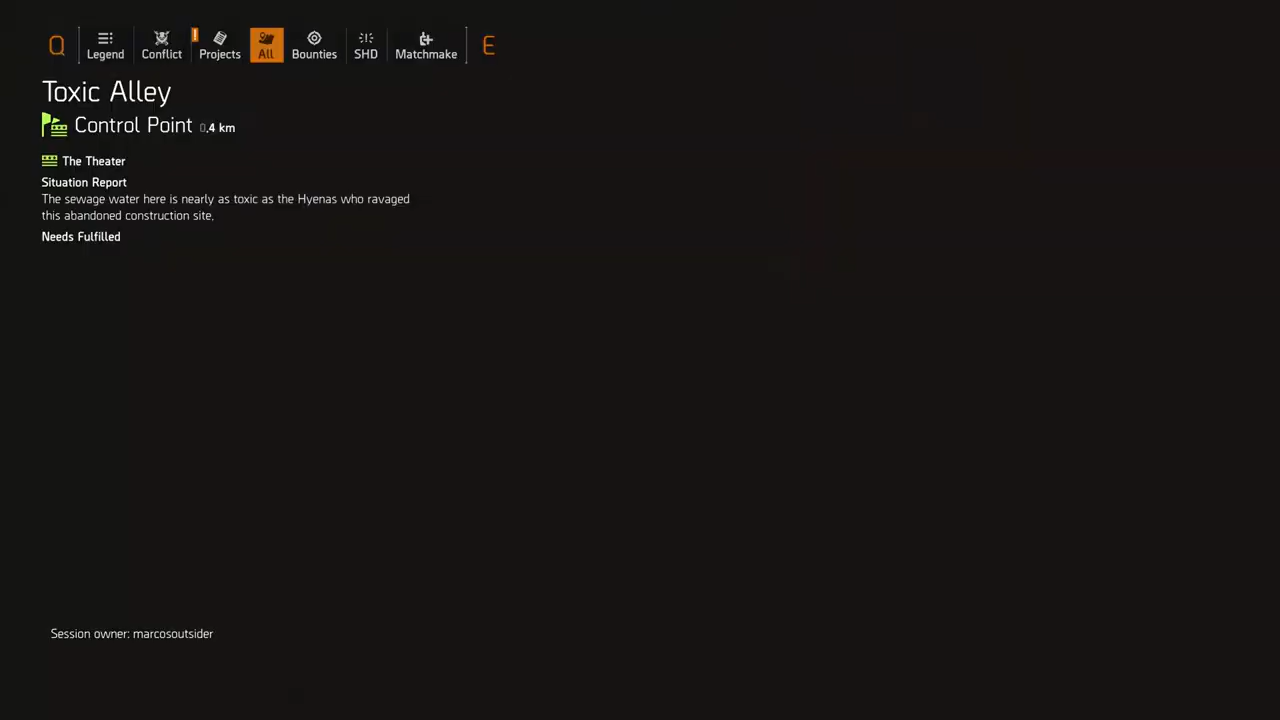 Q
Legend
Conflict
Projects
All
Bounties
SHD
Matchmake
E
Toxic Alley
Control Point 0.4 km
The Theater
Situation Report
The sewage water here is nearly as toxic as the Hyenas who ravaged
this abandoned construction site.
Needs Fulfilled
Session owner: marcosoutsider